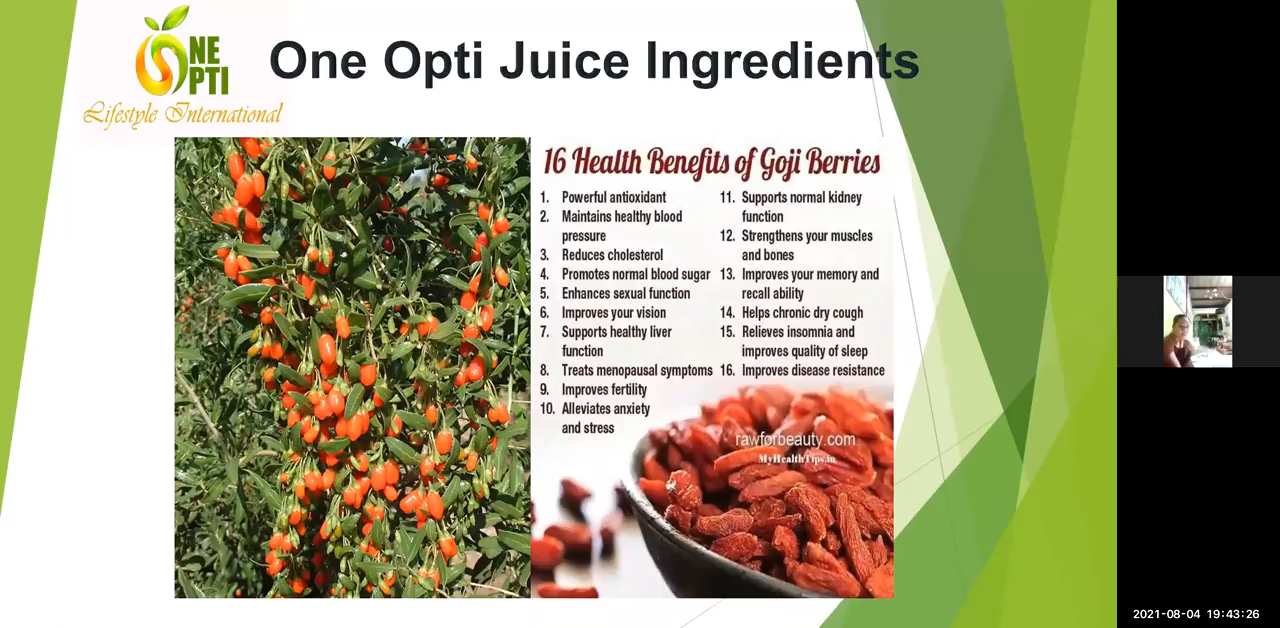 ONE
OPTI
Lifestyle International
One Opti Juice Ingredients
16 Health Benefits of Goji Berries
1. Powerful antioxidant
2. Maintains healthy blood
pressure
3. Reduces cholesterol
4. Promotes normal blood sugar
5. Enhances sexual function
6. Improves your vision
7. Supports healthy liver
function
8. Treats menopausal symptoms
9. Improves fertility
10. Alleviates anxiety
and stress
11. Supports normal kidney
function
12. Strengthens your muscles
and bones
13. Improves your memory and
recall ability
14. Helps chronic dry cough
15. Relieves insomnia and
improves quality of sleep
16. Improves disease resistance
rawforbeauty.com
MyHealthTips.in
2021-08-04 19:43:26